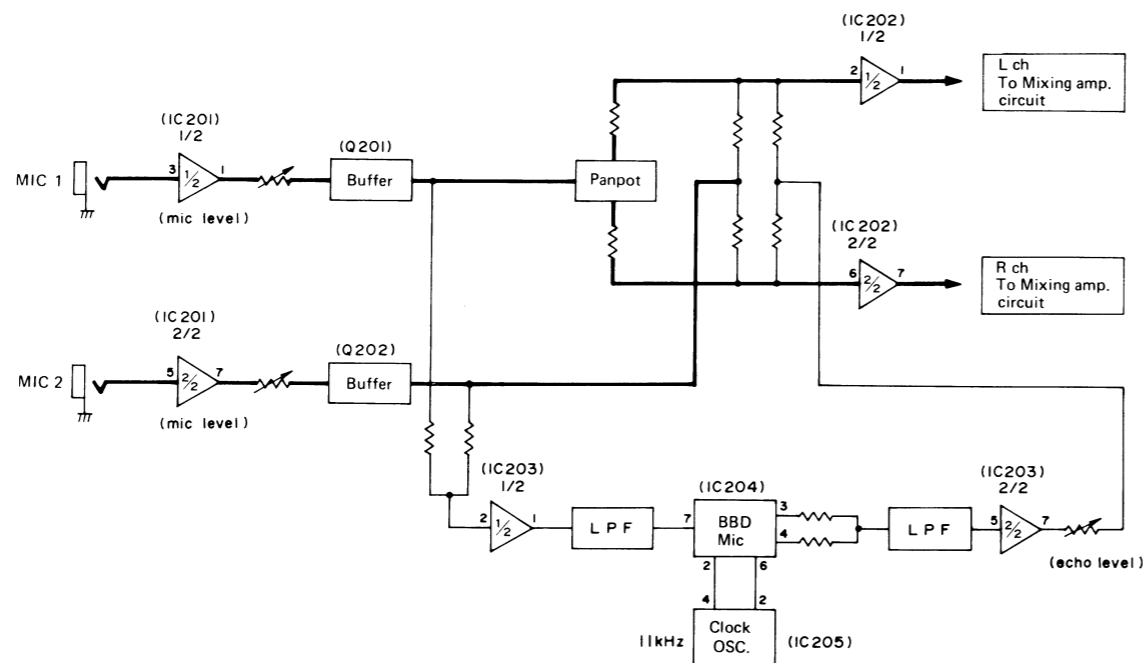 (IC202)
1/2
2
1/2
1
L ch
To Mixing amp.
circuit
(IC201)
1/2
MIC 1
3
1/2
1
(mic level)
(Q201)
Buffer
Panpot
(IC202)
2/2
6
2/2
7
R ch
To Mixing amp.
circuit
(IC201)
2/2
MIC 2
5
2/2
7
(mic level)
(Q202)
Buffer
(IC203)
1/2
2
1/2
1
LPF
(IC204)
7
BBD
Mic
3
4
2
6
LPF
(IC203)
2/2
5
2/2
7
(echo level)
4
2
11kHz
Clock
OSC.
(IC205)